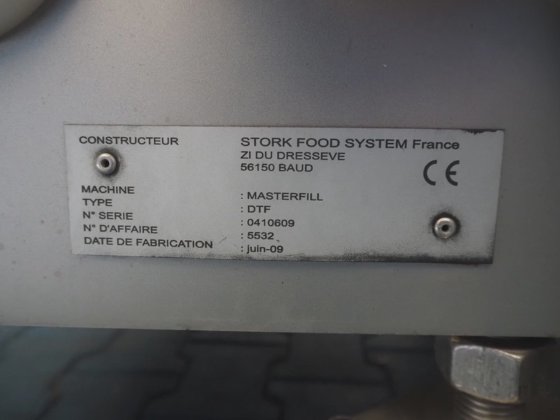 CONSTRUCTEUR STORK FOOD SYSTEM France
ZI DU DRESSEVE
56150 BAUD
CE
MACHINE : MASTERFILL
TYPE : DTF
N° SERIE : 0410609
N° D'AFFAIRE : 5532
DATE DE FABRICATION : juin-09